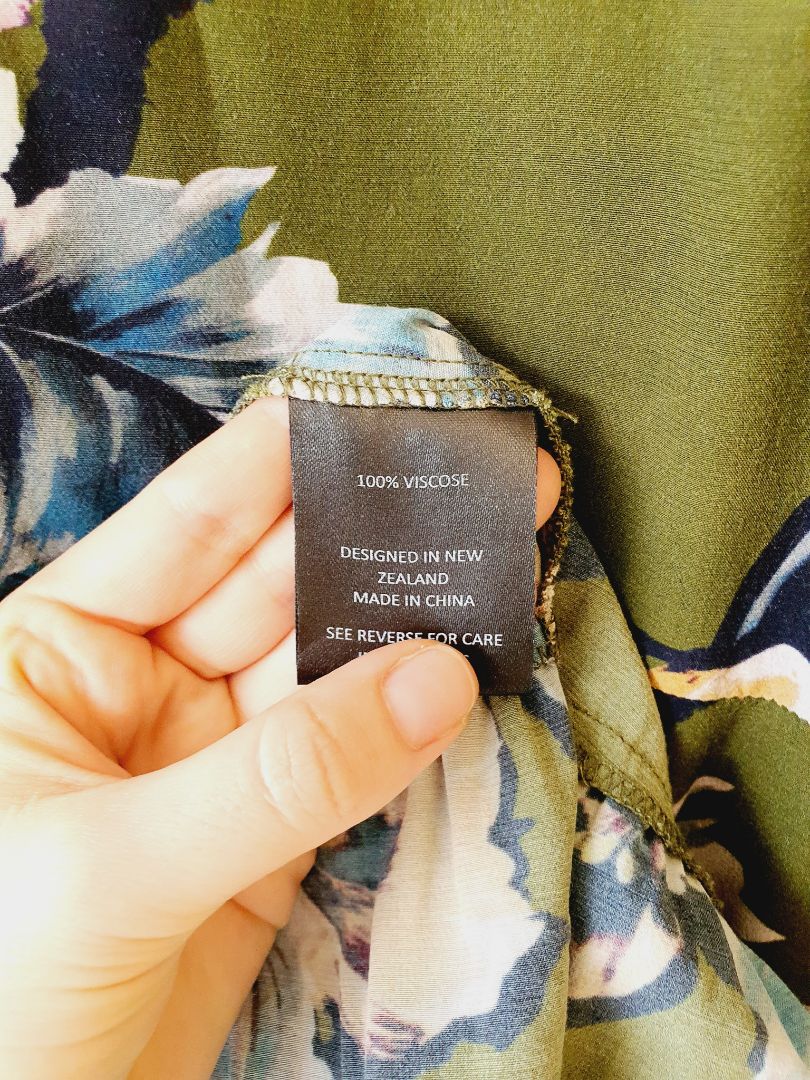 100% VISCOSE
DESIGNED IN NEW
ZEALAND
MADE IN CHINA
SEE REVERSE FOR CARE